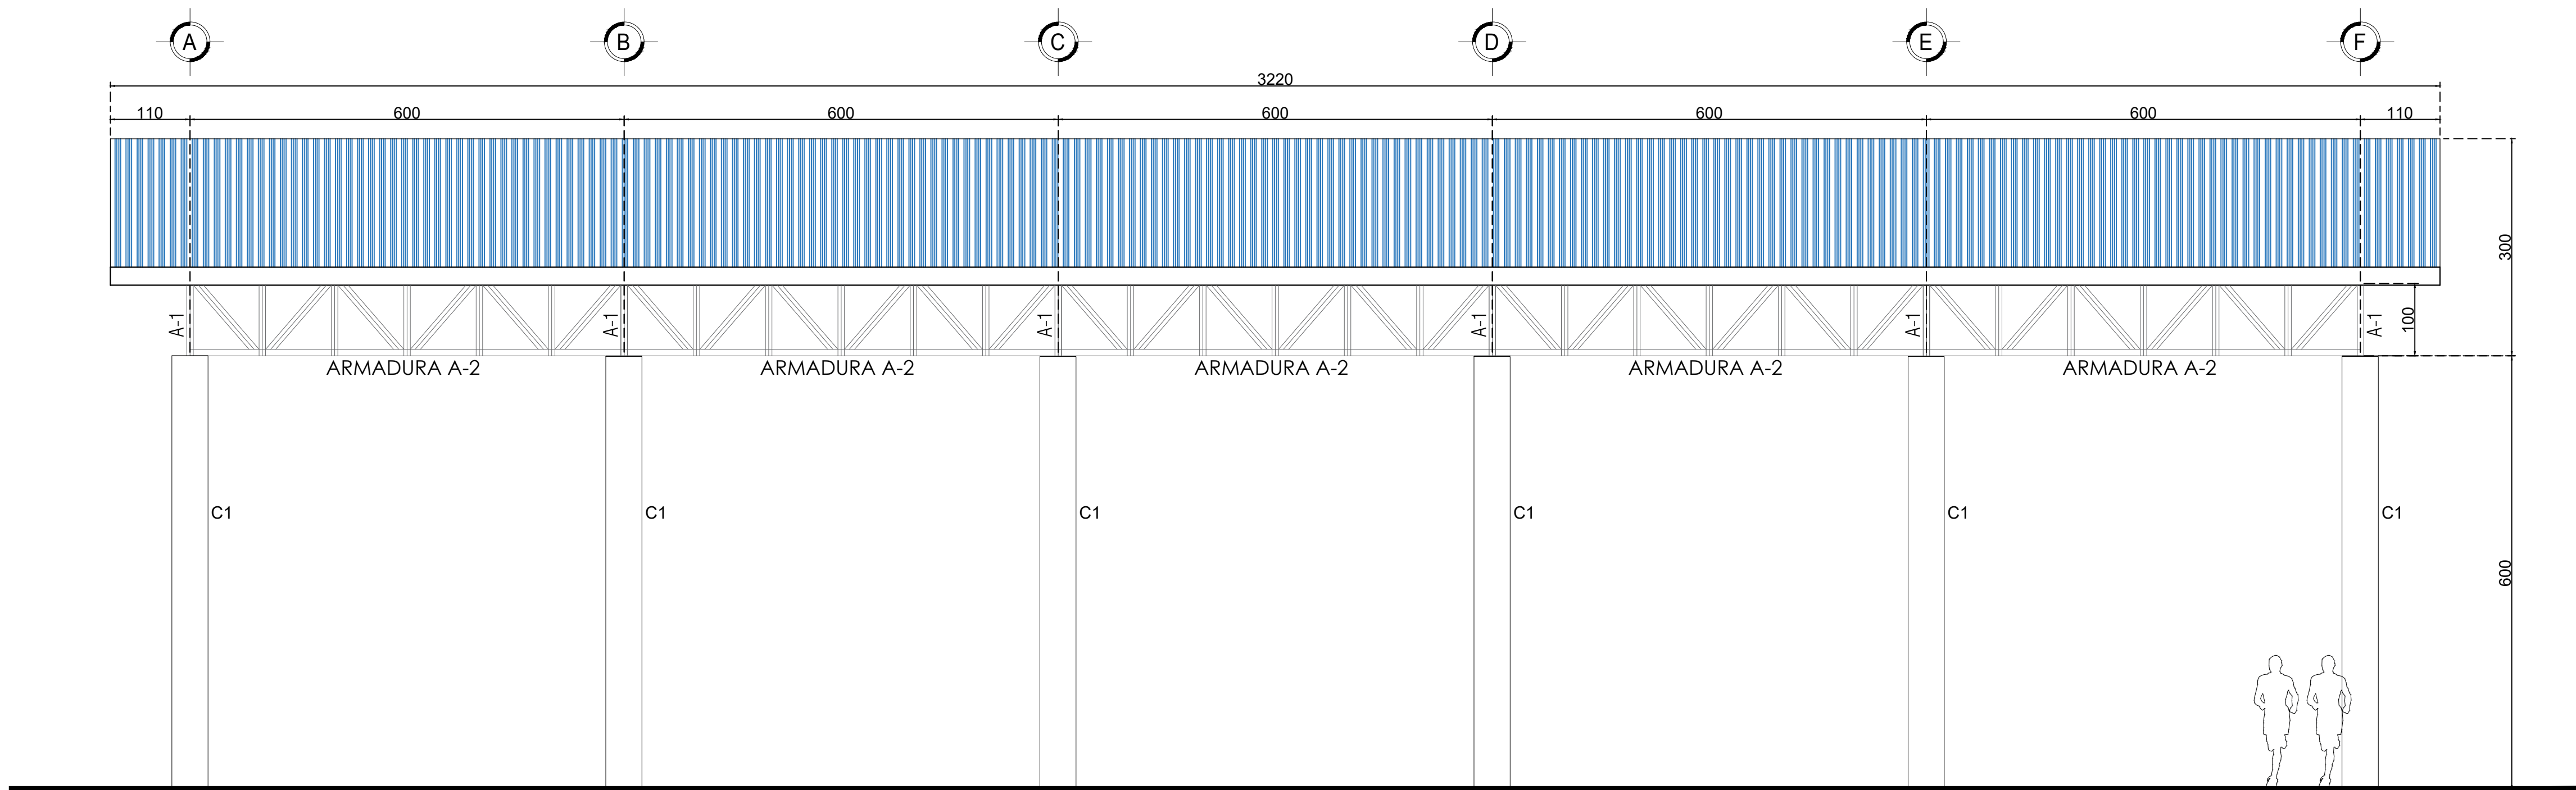 A B C D E F
3220
110 600 600 600 600 600 110
300
A-1 A-1 A-1 A-1 A-1 A-1 100
ARMADURA A-2 ARMADURA A-2 ARMADURA A-2 ARMADURA A-2 ARMADURA A-2
C1 C1 C1 C1 C1 C1
600